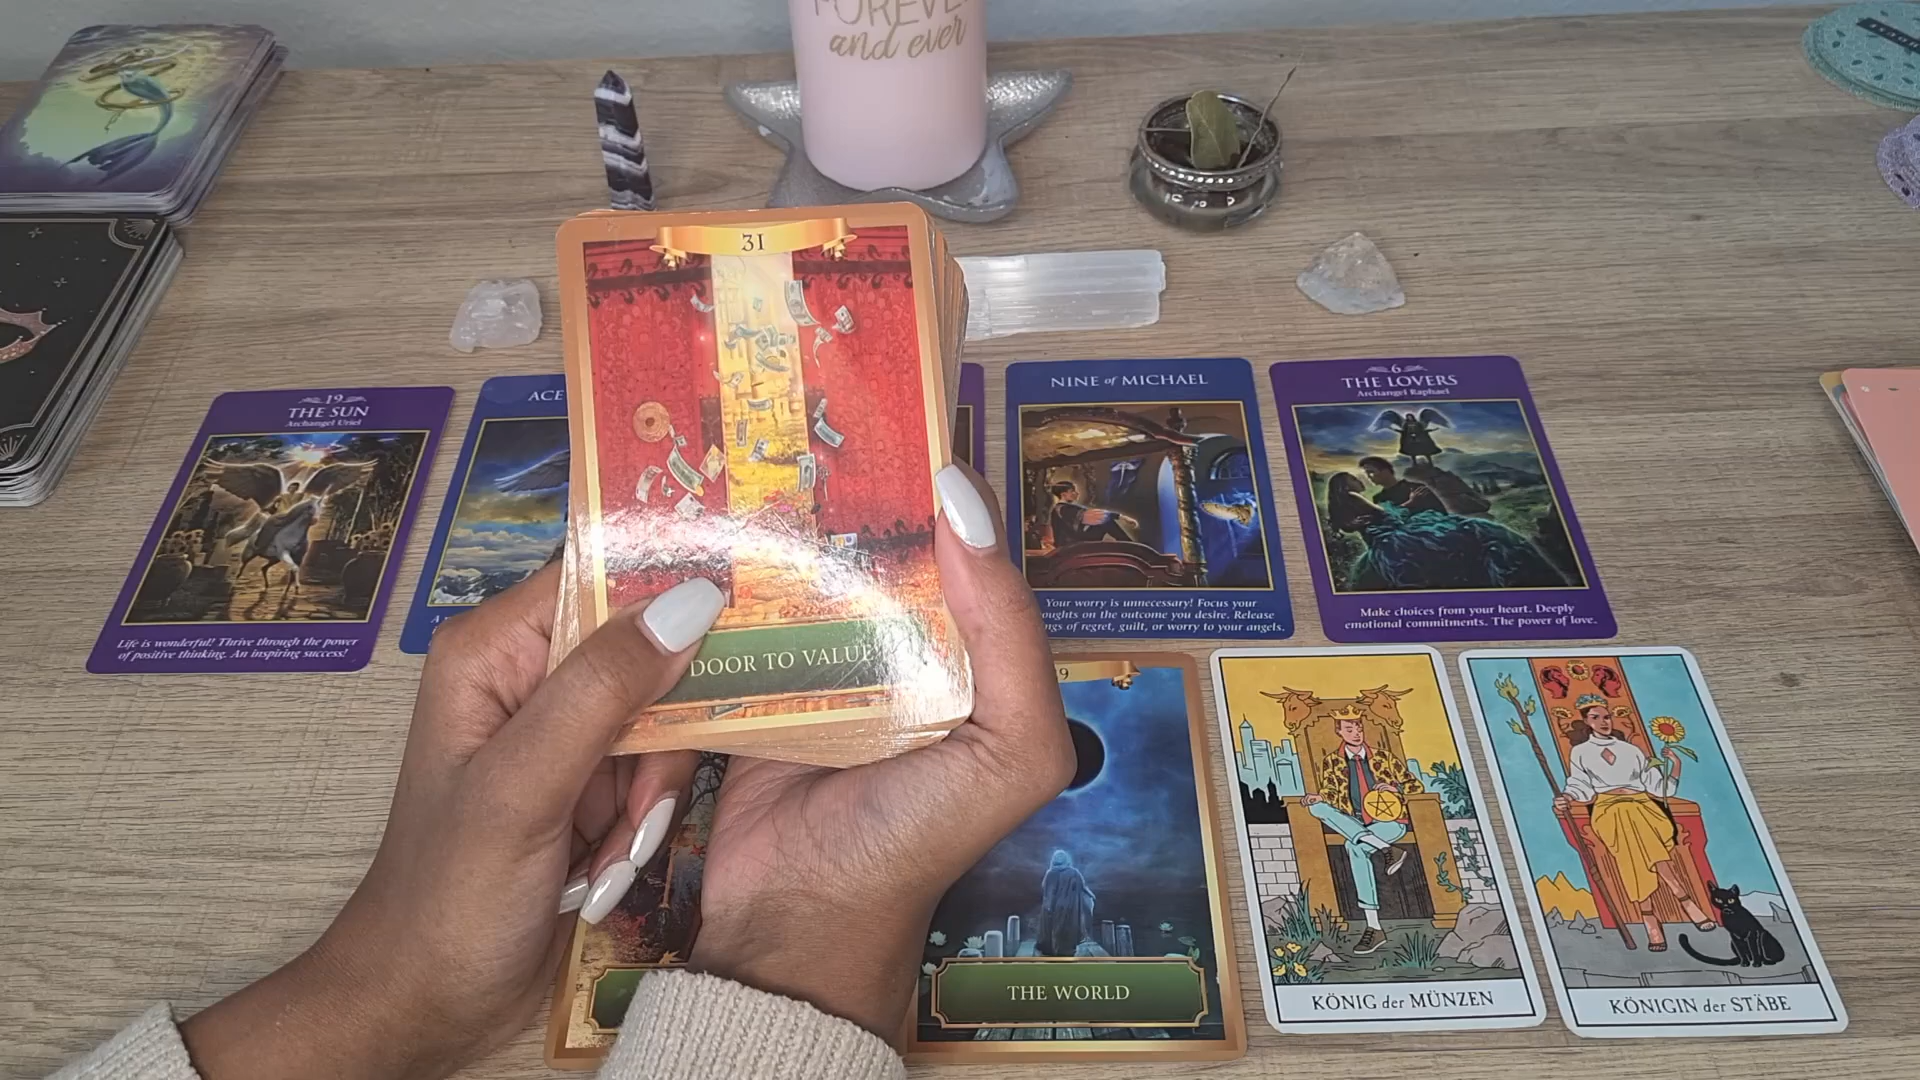 and ever
31
19
THE SUN
Archangel Uriel
Life is wonderful! Thrive through the power
of positive thinking. An inspiring success!
ACE
DOOR TO VALUE
NINE of MICHAEL
Your worry is unnecessary! Focus your
oughts on the outcome you desire. Release
ngs of regret, guilt, or worry to your angels.
6
THE LOVERS
Archangel Raphael
Make choices from your heart. Deeply
emotional commitments. The power of love.
9
THE WORLD
KÖNIG der MÜNZEN
KÖNIGIN der STÄBE